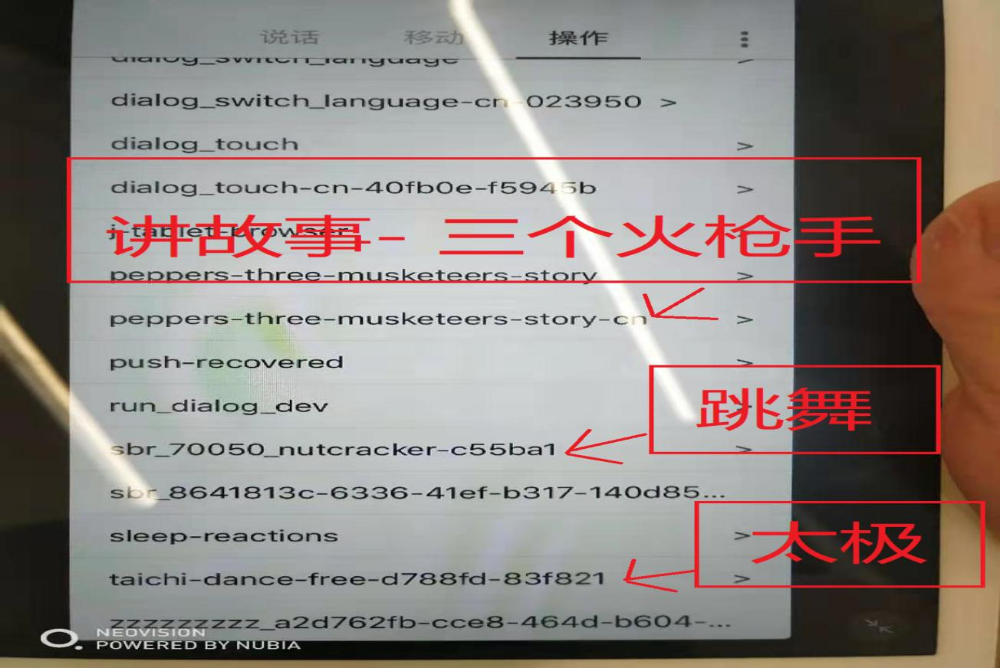 说话 移动 操作
dialog_switch_language >
dialog_switch_language-cn-023950 >
dialog_touch >
dialog_touch-cn-40fb0e-f5945b >
j-tablet-browser
讲故事- 三个火枪手
peppers-three-musketeers-story >
peppers-three-musketeers-story-cn >
push-recovered >
run_dialog_dev >
跳舞
sbr_70050_nutcracker-c55ba1 >
sbr_8641813c-6336-41ef-b317-140d85...
sleep-reactions >
太极
taichi-dance-free-d788fd-83f821 >
zzzzzzzzz_a2d762fb-cce8-464d-b604-...
NEOVISION
POWERED BY NUBIA